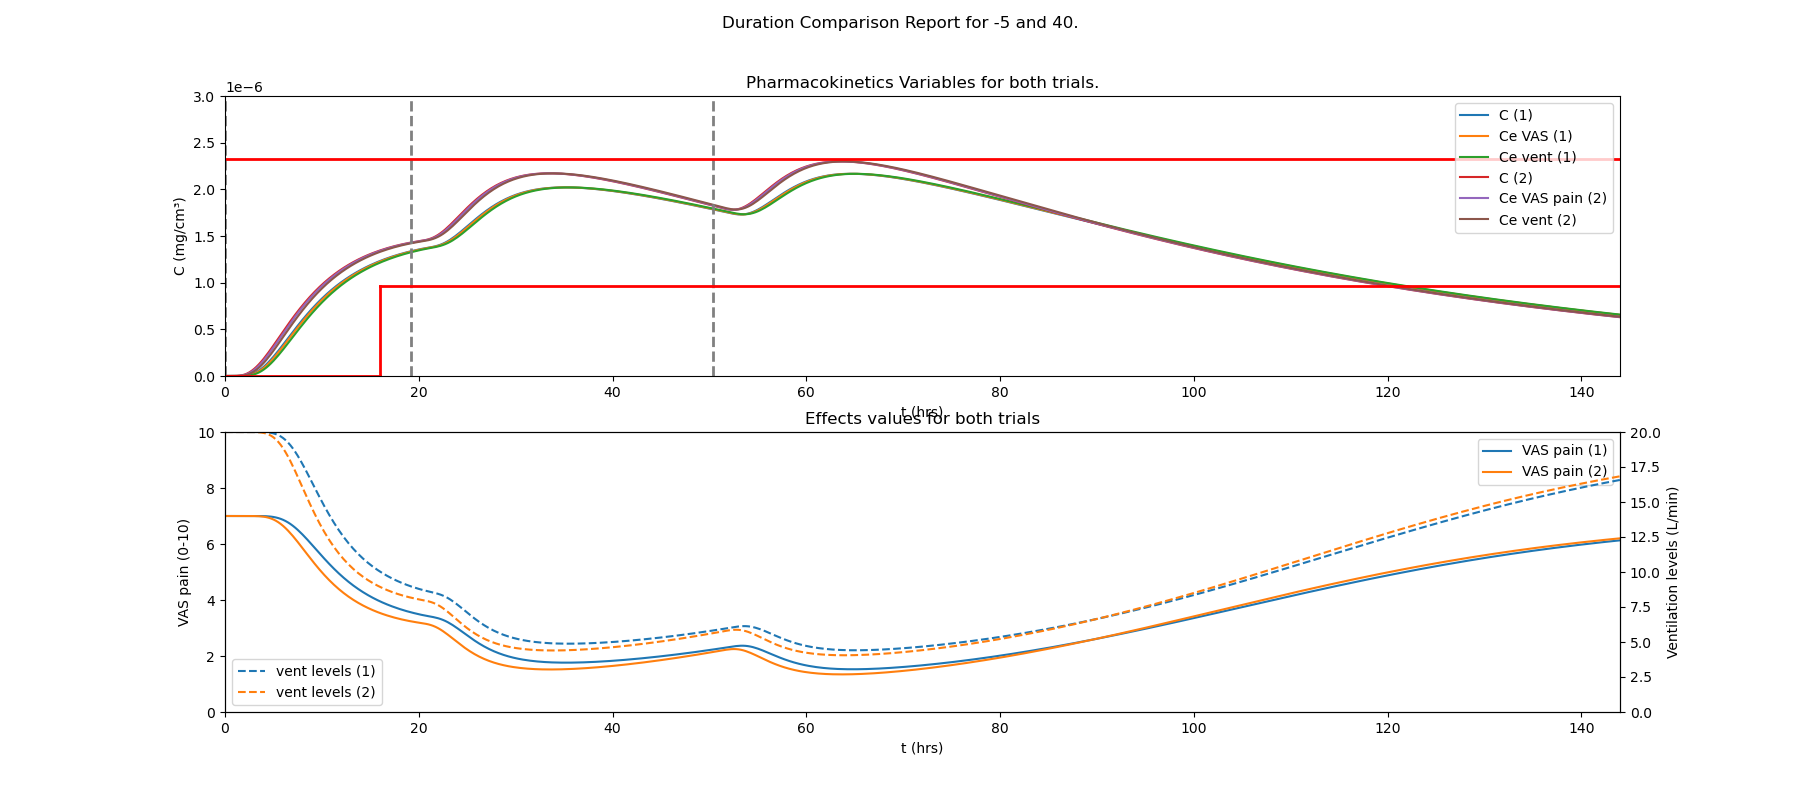 Duration Comparison Report for -5 and 40.
Pharmacokinetics Variables for both trials.
1e−6
C (mg/cm³)
3.0
2.5
2.0
1.5
1.0
0.5
0.0
C (1)
Ce VAS (1)
Ce vent (1)
C (2)
Ce VAS pain (2)
Ce vent (2)
0 20 40 60 80 100 120 140
t (hrs)
Effects values for both trials
VAS pain (0-10)
10
8
6
4
2
0
VAS pain (1)
VAS pain (2)
vent levels (1)
vent levels (2)
20.0
17.5
15.0
12.5
10.0
7.5
5.0
2.5
0.0
Ventilation levels (L/min)
0 20 40 60 80 100 120 140
t (hrs)